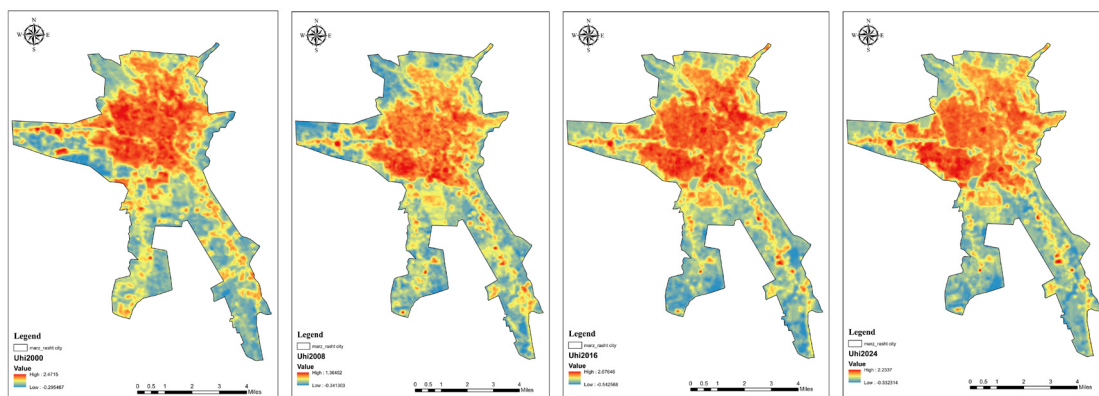 N
W E
S
Legend
marz_rasht city
Uhi2000
Value
High : 2.4715
Low : -0.295467
0 0.5 1 2 3 4
Miles
N
W E
S
Legend
marz_rasht city
Uhi2008
Value
High : 1.36402
Low : -0.341303
0 0.5 1 2 3 4
Miles
N
W E
S
Legend
marz_rasht city
Uhi2016
Value
High : 2.07046
Low : -0.542568
0 0.5 1 2 3 4
Miles
N
W E
S
Legend
marz_rasht city
Uhi2024
Value
High : 2.2337
Low : -0.332314
0 0.5 1 2 3 4
Miles